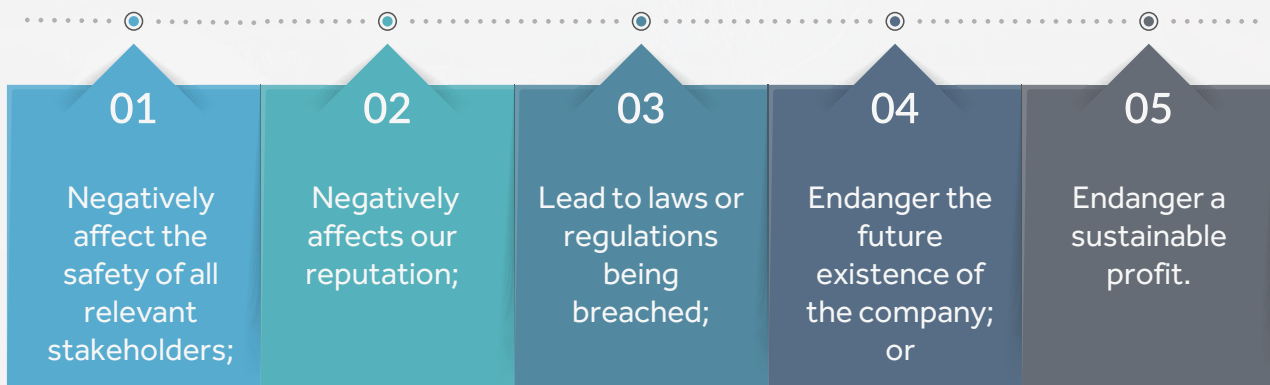 01
Negatively
affect the
safety of all
relevant
stakeholders;
02
Negatively
affects our
reputation;
03
Lead to laws or
regulations
being
breached;
04
Endanger the
future
existence of
the company;
or
05
Endanger a
sustainable
profit.